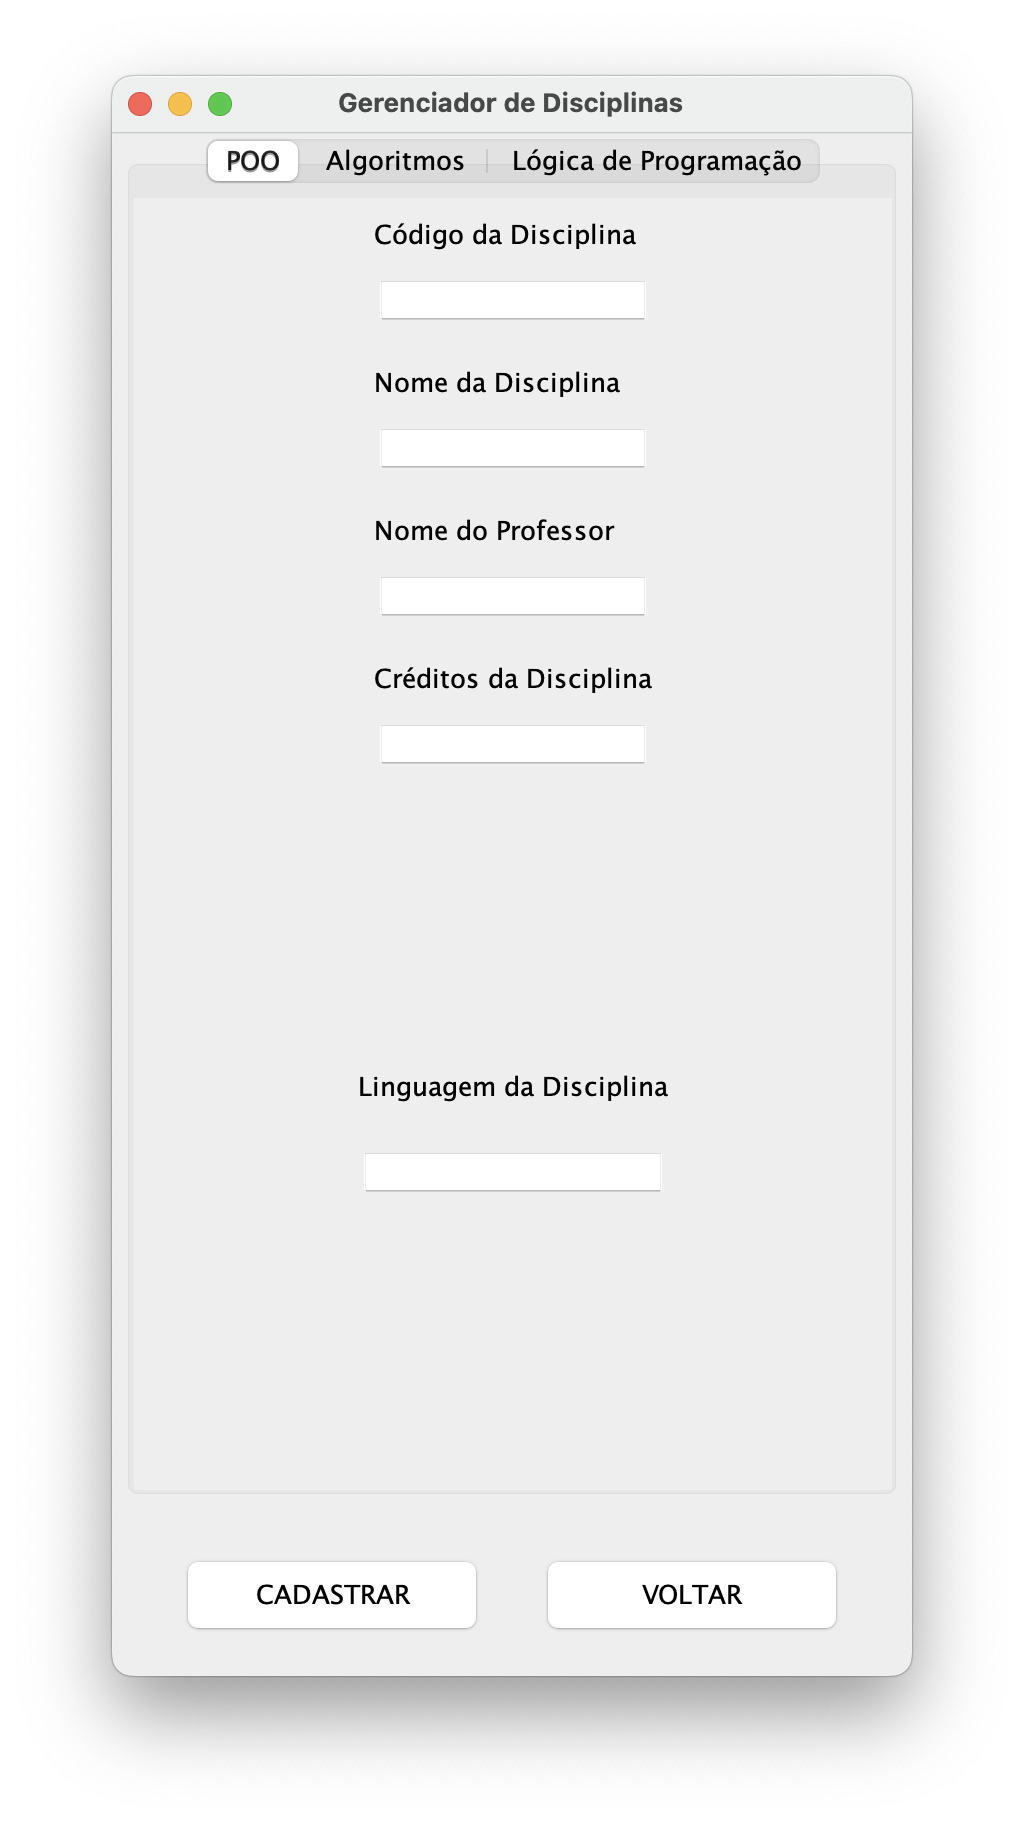 Gerenciador de Disciplinas
POO Algoritmos Lógica de Programação
Código da Disciplina
Nome da Disciplina
Nome do Professor
Créditos da Disciplina
Linguagem da Disciplina
CADASTRAR VOLTAR